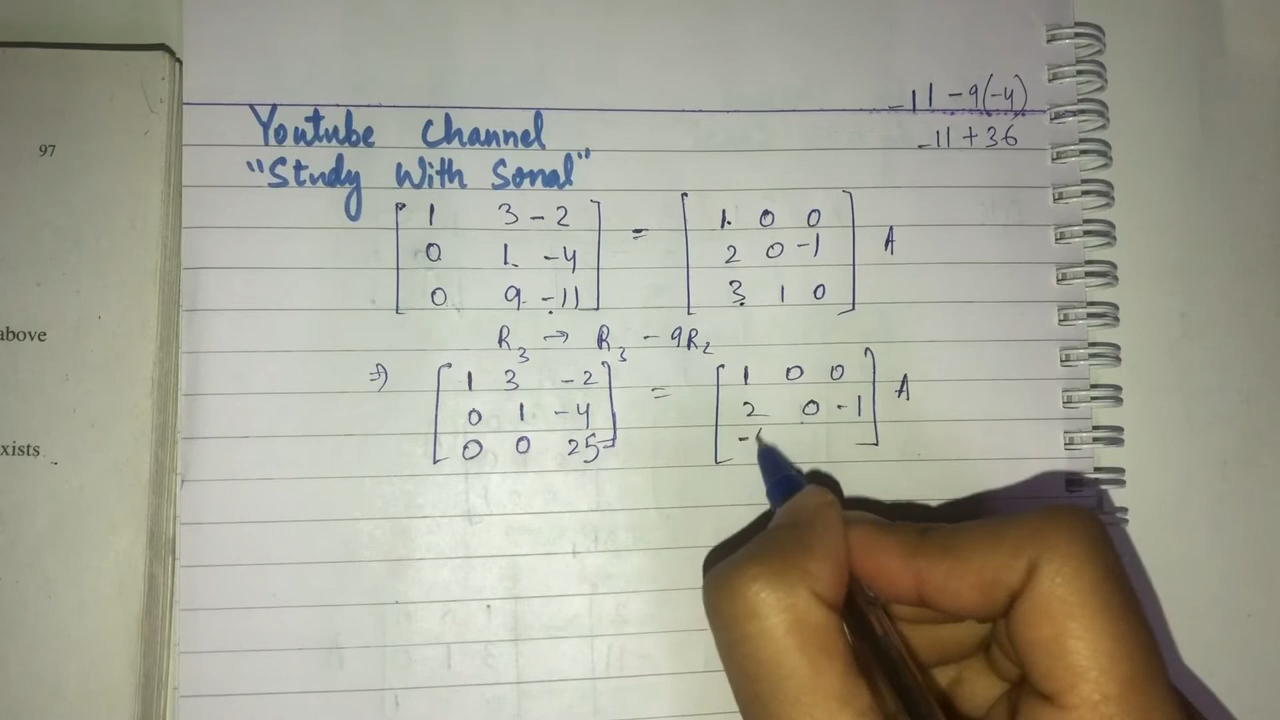 97
above
xists
-11 -9(-4)
-11 + 36
Youtube Channel
"Study With Sonal"
[1 3 -2] = [1 0 0]
[0 1 -4] [2 0 -1] A
[0 9 -11] [3 1 0]
R3 → R3 - 9R2
⇒ [1 3 -2] = [1 0 0]
[0 1 -4] [2 0 -1] A
[0 0 25] [-